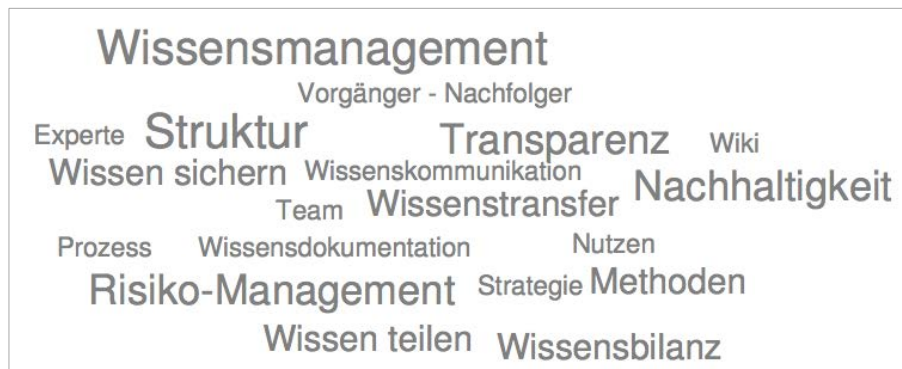 Wissensmanagement
Vorgänger - Nachfolger
Experte Struktur Transparenz Wiki
Wissen sichern Wissenskommunikation Nachhaltigkeit
Team Wissenstransfer
Prozess Wissensdokumentation Nutzen
Risiko-Management Strategie Methoden
Wissen teilen Wissensbilanz